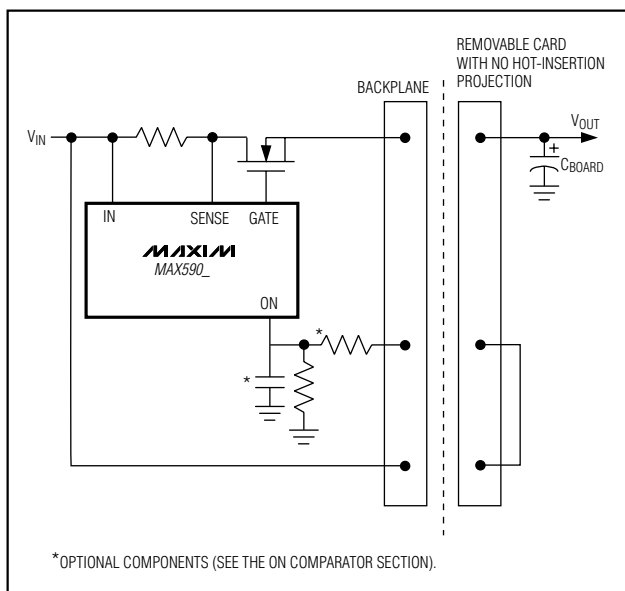 REMOVABLE CARD
WITH NO HOT-INSERTION
PROJECTION
BACKPLANE
VIN
VOUT
+
CBOARD
IN
SENSE
GATE
MAXIM
MAX590_
ON
*
*
*OPTIONAL COMPONENTS (SEE THE ON COMPARATOR SECTION).